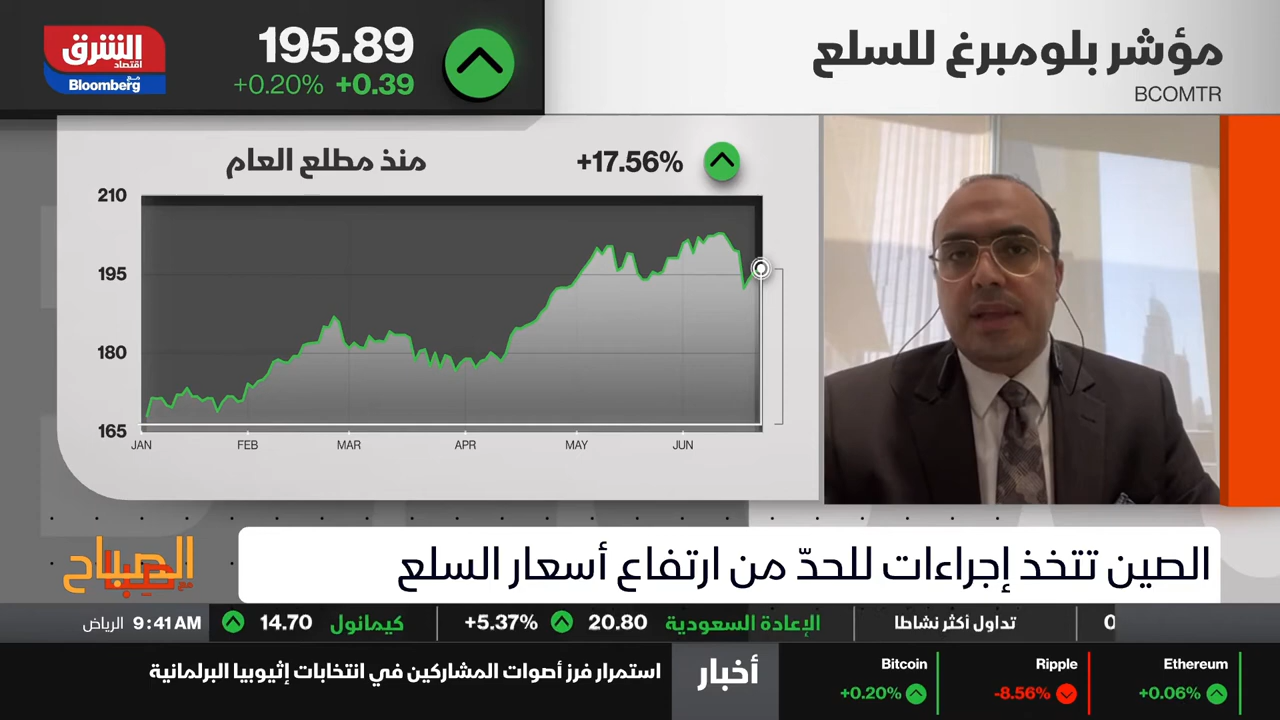 مؤشر بلومبرغ للسلع
BCOMTR
195.89
+0.20% +0.39
الشرق
اقتصاد
مع
Bloomberg
منذ مطلع العام
+17.56%
210
195
180
165
JAN FEB MAR APR MAY JUN
الصباح
الصين تتخذ إجراءات للحدّ من ارتفاع أسعار السلع
0
تداول أكثر نشاطا
الإعادة السعودية 20.80 +5.37%
كيمانول 14.70
9:41AM الرياض
أخبار
استمرار فرز أصوات المشاركين في انتخابات إثيوبيا البرلمانية
Bitcoin Ripple Ethereum
+0.20% -8.56% +0.06%